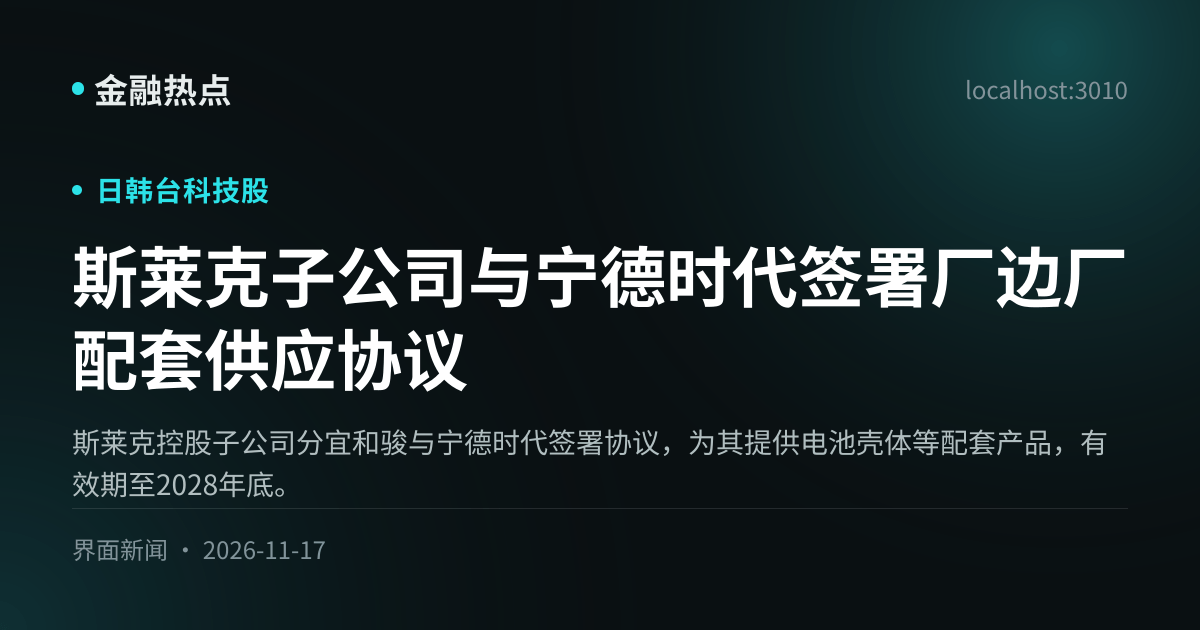 金融热点
localhost:3010
日韩台科技股
斯莱克子公司与宁德时代签署厂边厂
配套供应协议
斯莱克控股子公司分宜和骏与宁德时代签署协议，为其提供电池壳体等配套产品，有
效期至2028年底。
界面新闻 • 2026-11-17